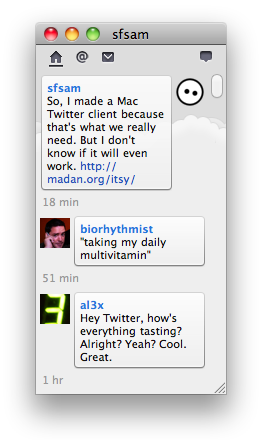 sfsam
sfsam
So, I made a Mac
Twitter client because
that's what we really
need. But I don't
know if it will even
work. http://
madan.org/itsy/
18 min
biorhythmist
"taking my daily
multivitamin"
51 min
al3x
Hey Twitter, how's
everything tasting?
Alright? Yeah? Cool.
Great.
1 hr